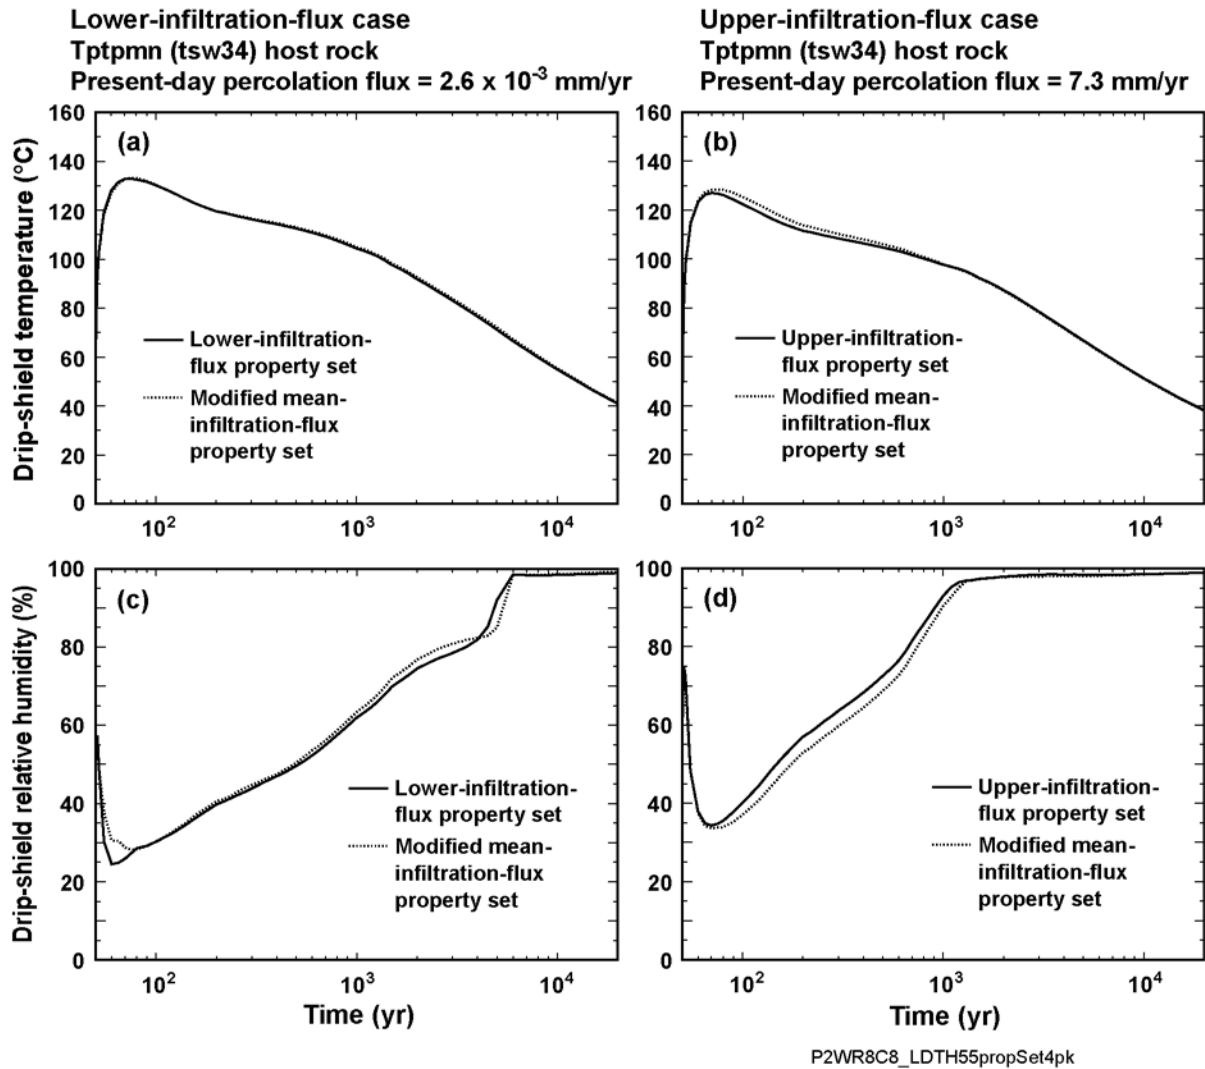 Lower-infiltration-flux case
Tptpmn (tsw34) host rock
Present-day percolation flux = 2.6 x 10⁻³ mm/yr
Upper-infiltration-flux case
Tptpmn (tsw34) host rock
Present-day percolation flux = 7.3 mm/yr
Drip-shield temperature (°C)
160
140
120
100
80
60
40
20
0
(a)
Lower-infiltration-
flux property set
Modified mean-
infiltration-flux
property set
10²
10³
10⁴
160
140
120
100
80
60
40
20
0
(b)
Upper-infiltration-
flux property set
Modified mean-
infiltration-flux
property set
10²
10³
10⁴
Drip-shield relative humidity (%)
100
80
60
40
20
0
(c)
Lower-infiltration-
flux property set
Modified mean-
infiltration-flux
property set
10²
10³
10⁴
Time (yr)
100
80
60
40
20
0
(d)
Upper-infiltration-
flux property set
Modified mean-
infiltration-flux
property set
10²
10³
10⁴
Time (yr)
P2WR8C8_LDTH55propSet4pk